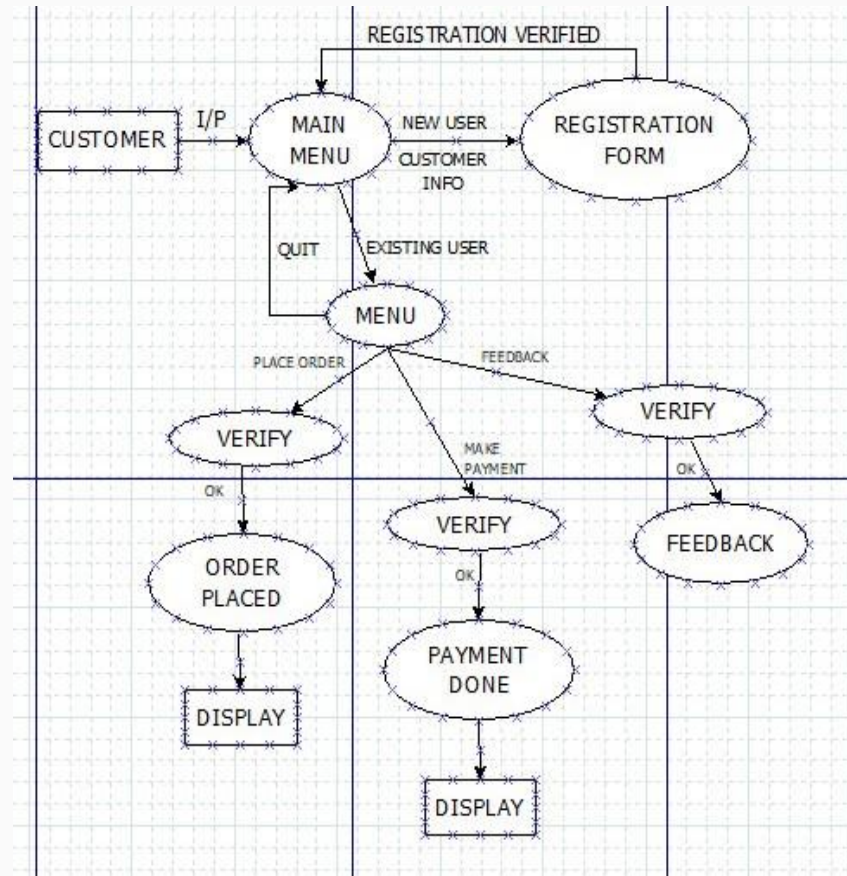 REGISTRATION VERIFIED
CUSTOMER
I/P
MAIN
MENU
NEW USER
CUSTOMER
INFO
REGISTRATION
FORM
QUIT
EXISTING USER
MENU
PLACE ORDER
FEEDBACK
VERIFY
VERIFY
MAKE
PAYMENT
OK
OK
VERIFY
ORDER
PLACED
FEEDBACK
OK
PAYMENT
DONE
DISPLAY
DISPLAY